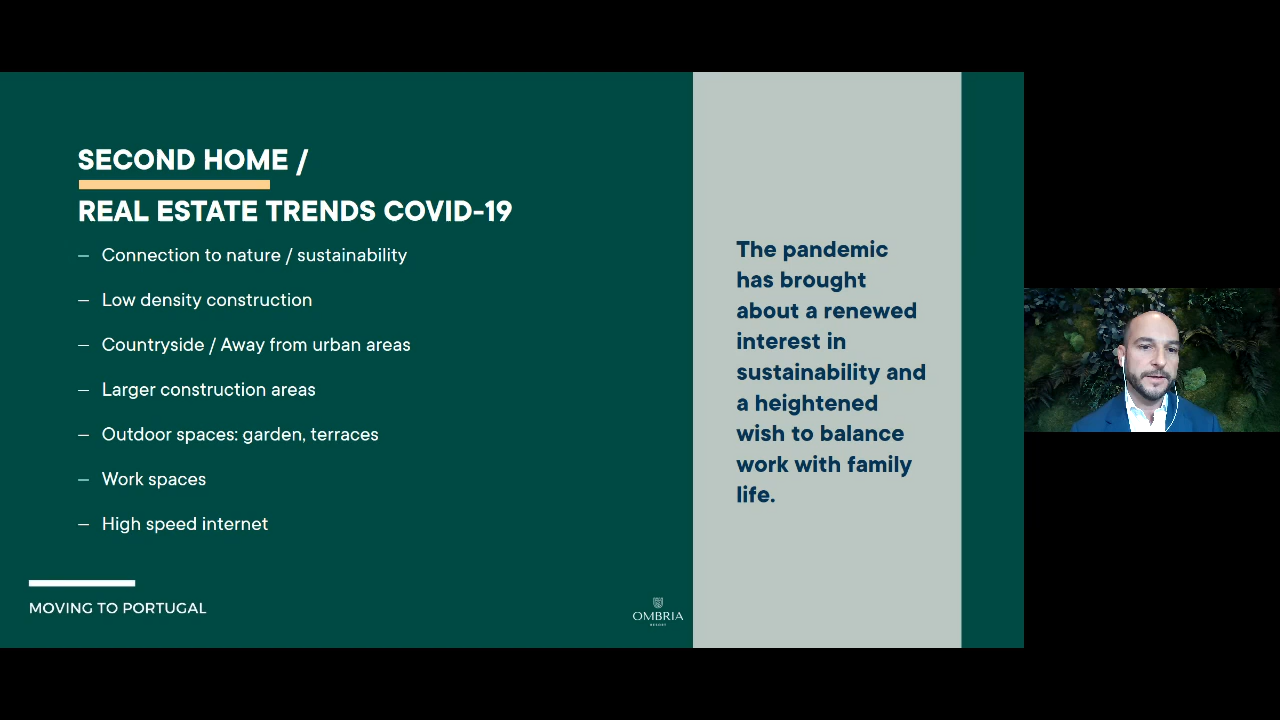 SECOND HOME /
REAL ESTATE TRENDS COVID-19
– Connection to nature / sustainability
– Low density construction
– Countryside / Away from urban areas
– Larger construction areas
– Outdoor spaces: garden, terraces
– Work spaces
– High speed internet
The pandemic
has brought
about a renewed
interest in
sustainability and
a heightened
wish to balance
work with family
life.
MOVING TO PORTUGAL
OMBRIA
RESORT